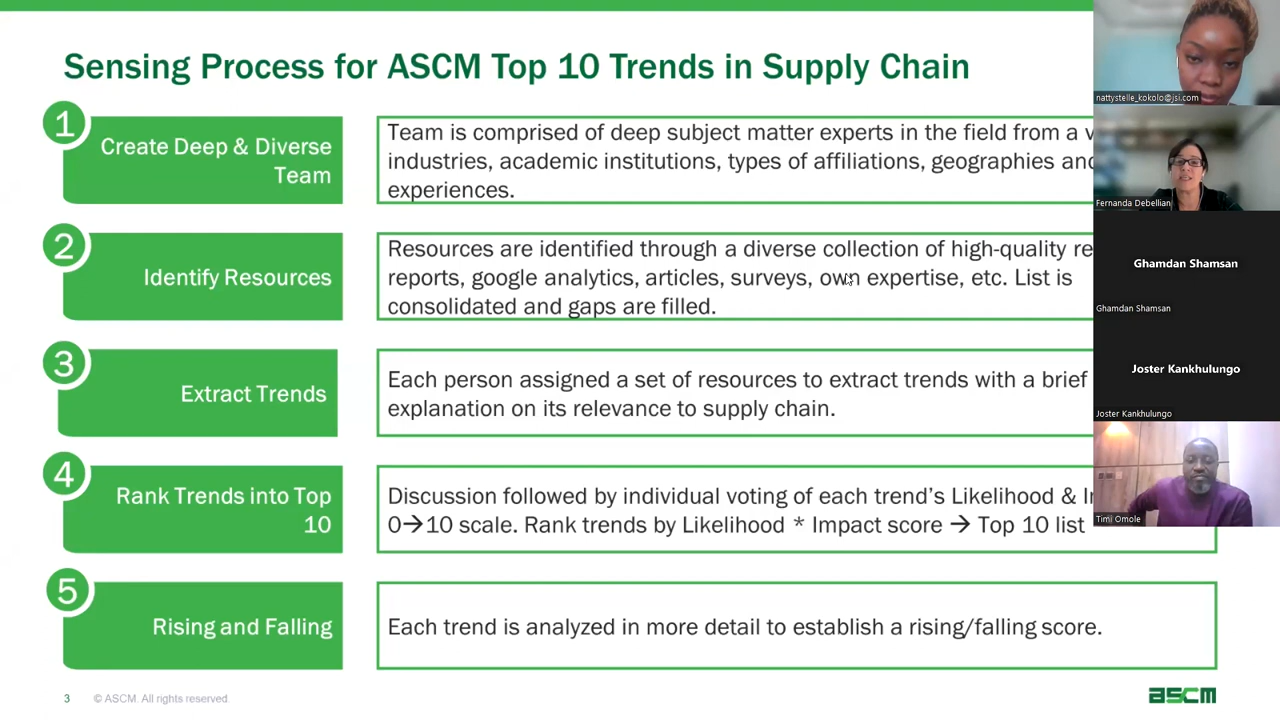 Sensing Process for ASCM Top 10 Trends in Supply Chain
1
Create Deep & Diverse
Team
Team is comprised of deep subject matter experts in the field from a
industries, academic institutions, types of affiliations, geographies and
experiences.
2
Identify Resources
Resources are identified through a diverse collection of high-quality
reports, google analytics, articles, surveys, own expertise, etc. List is
consolidated and gaps are filled.
3
Extract Trends
Each person assigned a set of resources to extract trends with a brief
explanation on its relevance to supply chain.
4
Rank Trends into Top
10
Discussion followed by individual voting of each trend's Likelihood &
0→10 scale. Rank trends by Likelihood * Impact score → Top 10 list
5
Rising and Falling
Each trend is analyzed in more detail to establish a rising/falling score.
3 © ASCM. All rights reserved.
ascm
nattystelle_kokolo@jsi.com
Fernanda Debellian
Ghamdan Shamsan
Ghamdan Shamsan
Joster Kankhulungo
Joster Kankhulungo
Timi Omole